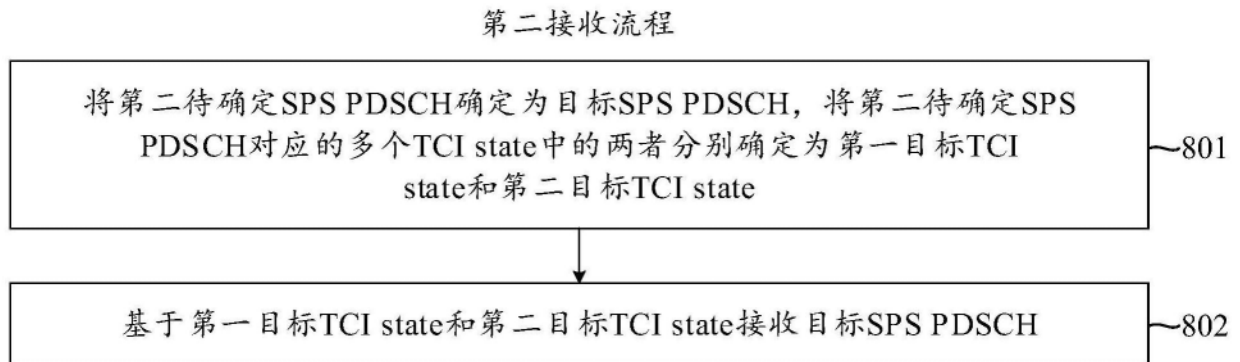 第二接收流程
将第二待确定SPS PDSCH确定为目标SPS PDSCH，将第二待确定SPS
PDSCH对应的多个TCI state中的两者分别确定为第一目标TCI
state和第二目标TCI state
801
基于第一目标TCI state和第二目标TCI state接收目标SPS PDSCH
802